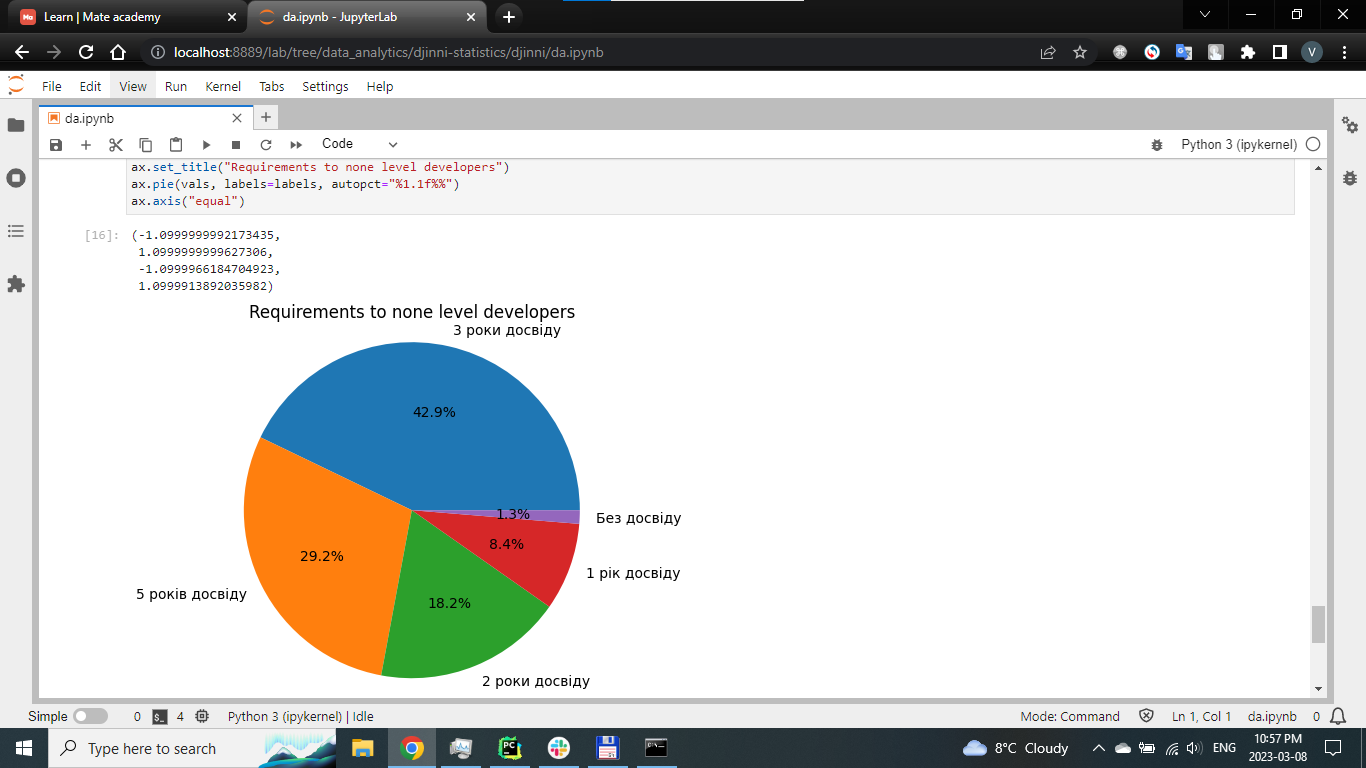 Learn | Mate academy
da.ipynb - JupyterLab
localhost:8889/lab/tree/data_analytics/djinni-statistics/djinni/da.ipynb
V
File Edit View Run Kernel Tabs Settings Help
da.ipynb
Code
Python 3 (ipykernel)
ax.set_title("Requirements to none level developers")
ax.pie(vals, labels=labels, autopct="%1.1f%%")
ax.axis("equal")
[16]: (-1.0999999992173435,
1.0999999999627306,
-1.0999966184704923,
1.0999913892035982)
Requirements to none level developers
3 роки досвіду
42.9%
1.3%
Без досвіду
8.4%
29.2%
1 рік досвіду
5 років досвіду
18.2%
2 роки досвіду
Simple 0 $_ 4 Python 3 (ipykernel) | Idle
Mode: Command Ln 1, Col 1 da.ipynb 0
Type here to search
PC
8°C Cloudy
ENG
10:57 PM
2023-03-08